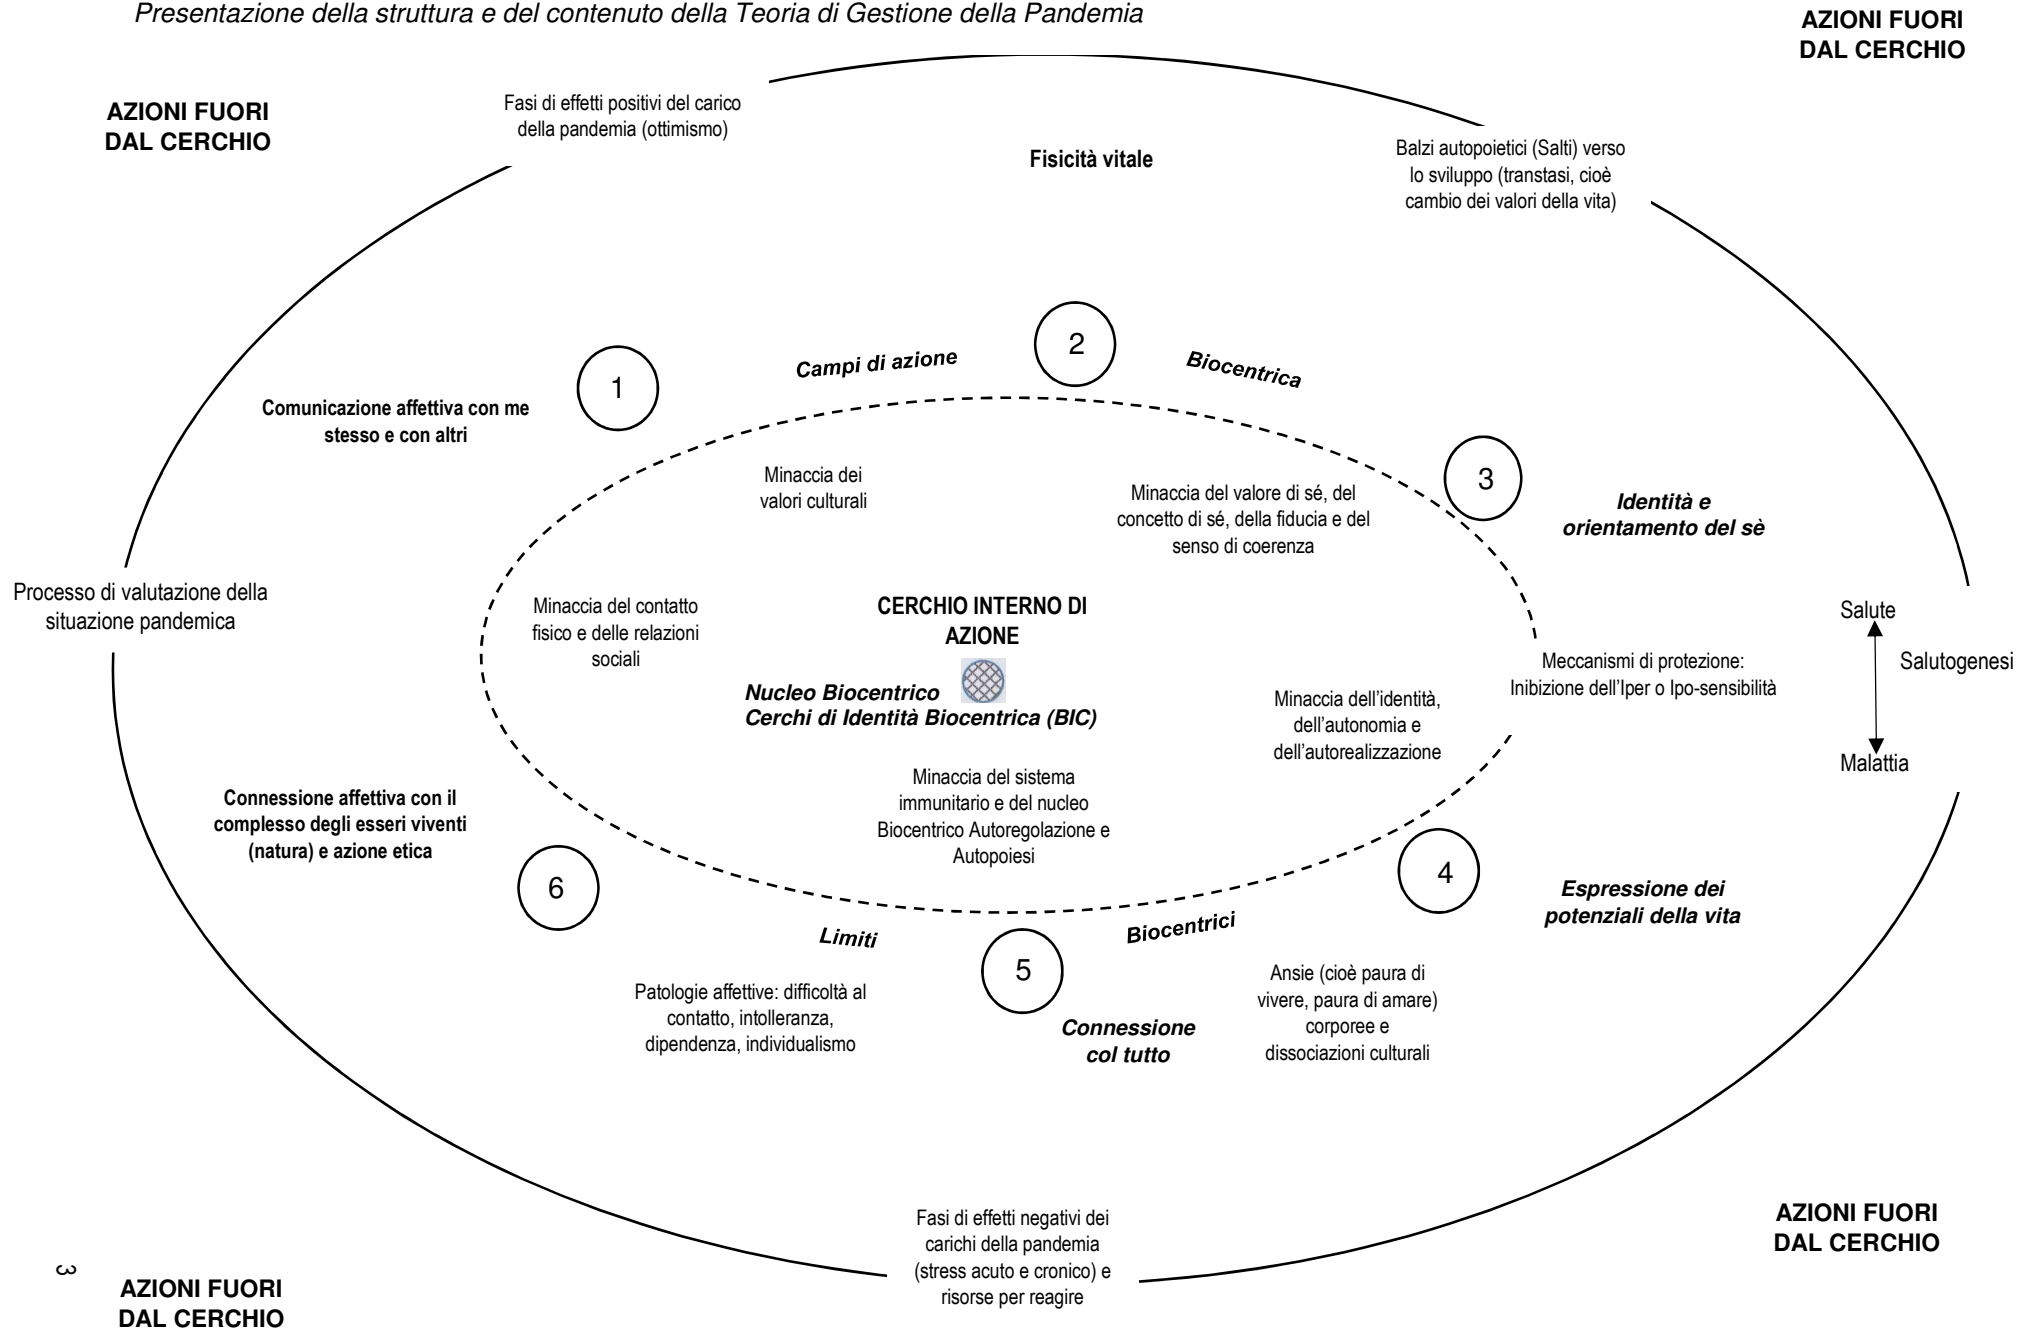 Presentazione della struttura e del contenuto della Teoria di Gestione della Pandemia
AZIONI FUORI
DAL CERCHIO
AZIONI FUORI
DAL CERCHIO
Fasi di effetti positivi del carico
della pandemia (ottimismo)
Fisicità vitale
Balzi autopoietici (Salti) verso
lo sviluppo (transtasi, cioè
cambio dei valori della vita)
1
Campi di azione
2
Biocentrica
Comunicazione affettiva con me
stesso e con altri
3
Minaccia dei
valori culturali
Minaccia del valore di sé, del
concetto di sé, della fiducia e del
senso di coerenza
Identità e
orientamento del sè
Processo di valutazione della
situazione pandemica
Minaccia del contatto
fisico e delle relazioni
sociali
CERCHIO INTERNO DI
AZIONE
Nucleo Biocentrico
Cerchi di Identità Biocentrica (BIC)
Minaccia dell'identità,
dell'autonomia e
dell'autorealizzazione
Meccanismi di protezione:
Inibizione dell'Iper o Ipo-sensibilità
Salute
Salutogenesi
Malattia
Minaccia del sistema
immunitario e del nucleo
Biocentrico Autoregolazione e
Autopoiesi
Connessione affettiva con il
complesso degli esseri viventi
(natura) e azione etica
6
4
Espressione dei
potenziali della vita
Limiti
5
Biocentrici
Patologie affettive: difficoltà al
contatto, intolleranza,
dipendenza, individualismo
Connessione
col tutto
Ansie (cioè paura di
vivere, paura di amare)
corporee e
dissociazioni culturali
Fasi di effetti negativi dei
carichi della pandemia
(stress acuto e cronico) e
risorse per reagire
AZIONI FUORI
DAL CERCHIO
3
AZIONI FUORI
DAL CERCHIO